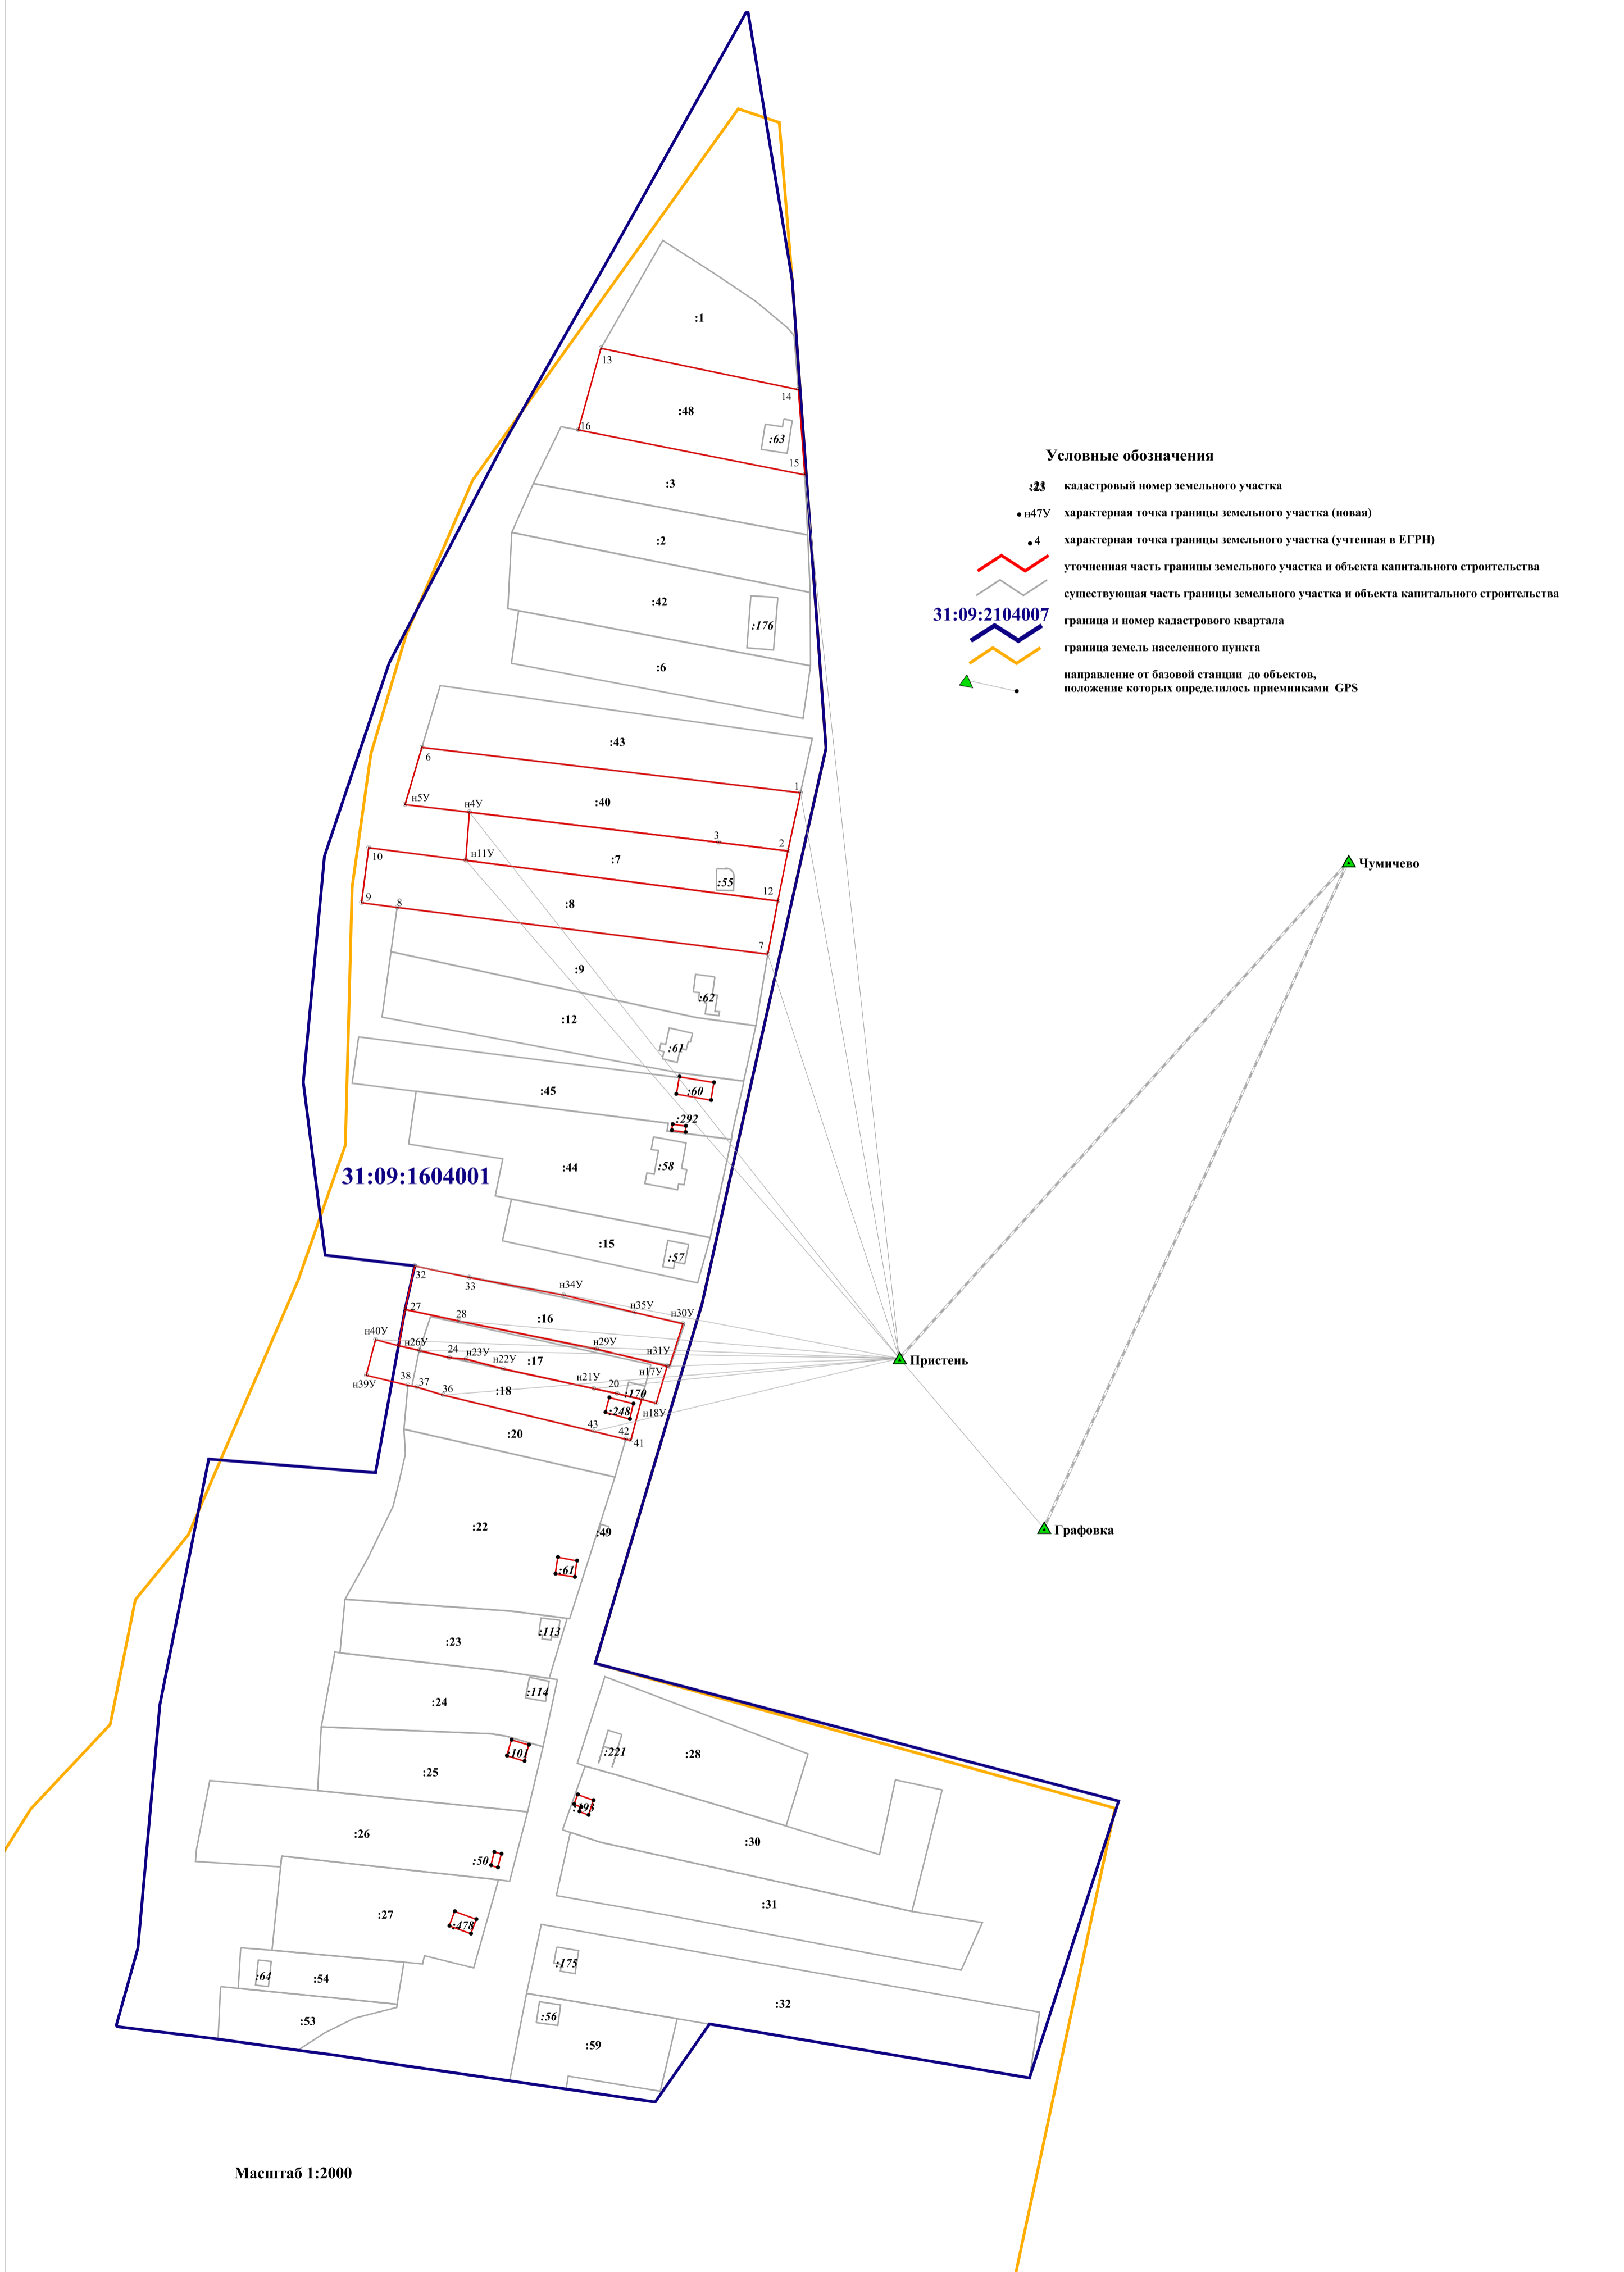 :1
13
14
:48
16
:63
15
:3
:2
:42
:176
:6
:43
6
1
н5У
н4У
:40
3
2
10
н11У
:7
:55
12
9
8
:8
7
:9
:62
:12
:61
:60
:45
:292
:44
:58
31:09:1604001
:15
:57
32
33
н34У
н35У
н30У
27
28
:16
н40У
н26У
24
н23У
н22У
:17
н29У
н31У
н17У
н39У
38
37
36
:18
н21У
20
:170
:248
н18У
43
42
41
:20
:22
:49
:61
:23
:113
:24
:114
:101
:25
:26
:50
:27
:478
:64
:54
:53
:221
:28
:30
:31
:175
:32
:56
:59
Условные обозначения
кадастровый номер земельного участка
н47У характерная точка границы земельного участка (новая)
4 характерная точка границы земельного участка (учтенная в ЕГРН)
уточненная часть границы земельного участка и объекта капитального строительства
существующая часть границы земельного участка и объекта капитального строительства
31:09:2104007
граница и номер кадастрового квартала
граница земель населенного пункта
направление от базовой станции до объектов,
положение которых определилось приемниками GPS
Чумичево
Пристень
Графовка
Масштаб 1:2000